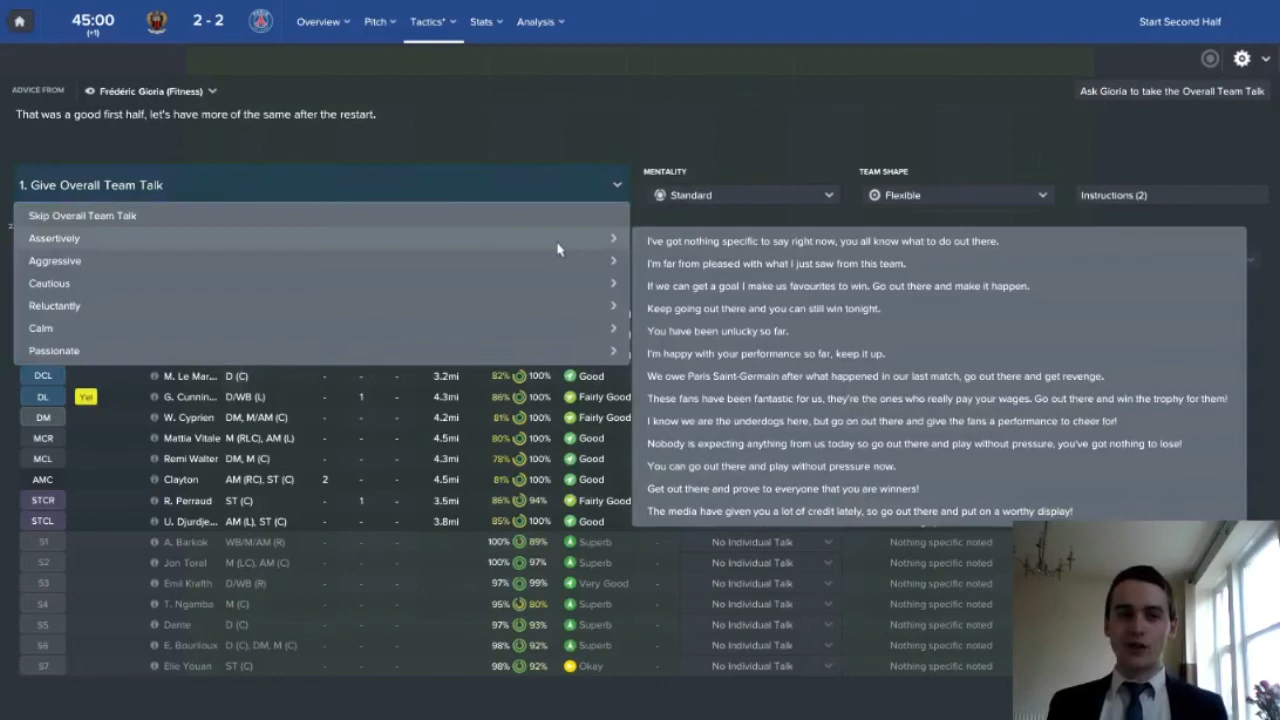 45:00 2 - 2 Overview Pitch Tactics* Stats Analysis Start Second Half
(+1)
ADVICE FROM Frédéric Gioria (Fitness) Ask Gioria to take the Overall Team Talk
That was a good first half, let's have more of the same after the restart.
MENTALITY TEAM SHAPE
1. Give Overall Team Talk Standard Flexible Instructions (2)
Skip Overall Team Talk
Assertively I've got nothing specific to say right now, you all know what to do out there.
Aggressive I'm far from pleased with what I just saw from this team.
Cautious If we can get a goal I make us favourites to win. Go out there and make it happen.
Reluctantly Keep going out there and you can still win tonight.
Calm You have been unlucky so far.
Passionate I'm happy with your performance so far, keep it up.
DCL M. Le Mar... D (C) - - - 3.2mi 82% 100% Good We owe Paris Saint-Germain after what happened in our last match, go out there and get revenge.
DL Yel G. Cunnin... D/WB (L) - 1 - 4.3mi 86% 100% Fairly Good These fans have been fantastic for us, they're the ones who really pay your wages. Go out there and win the trophy for them!
DM W. Cyprien DM, M/AM (C) - - - 4.2mi 81% 100% Fairly Good I know we are the underdogs here, but go on out there and give the fans a performance to cheer for!
MCR Mattia Vitale M (RLC), AM (L) - - - 4.5mi 80% 100% Good Nobody is expecting anything from us today so go out there and play without pressure, you've got nothing to lose!
MCL Remi Walter DM, M (C) - - - 4.3mi 78% 100% Good You can go out there and play without pressure now.
AMC Clayton AM (RC), ST (C) 2 - - 4.5mi 81% 100% Good Get out there and prove to everyone that you are winners!
STCR R. Perraud ST (C) - 1 - 3.5mi 86% 94% Fairly Good The media have given you a lot of credit lately, so go out there and put on a worthy display!
STCL U. Djurdje... AM (L), ST (C) - - - 3.8mi 85% 100% Good
S1 A. Barkok WB/M/AM (R) 100% 89% Superb - No Individual Talk Nothing specific noted
S2 Jon Toral M (LC), AM (C) 100% 97% Superb - No Individual Talk Nothing specific noted
S3 Emil Krafth D/WB (R) 97% 99% Very Good - No Individual Talk Nothing specific noted
S4 T. Ngamba M (C) 95% 80% Superb - No Individual Talk Nothing specific noted
S5 Dante D (C) 97% 93% Superb - No Individual Talk Nothing specific noted
S6 E. Bourlioux D (C), DM, M (C) 98% 92% Superb - No Individual Talk Nothing specific noted
S7 Elie Youan ST (C) 98% 92% Okay - No Individual Talk Nothing specific noted